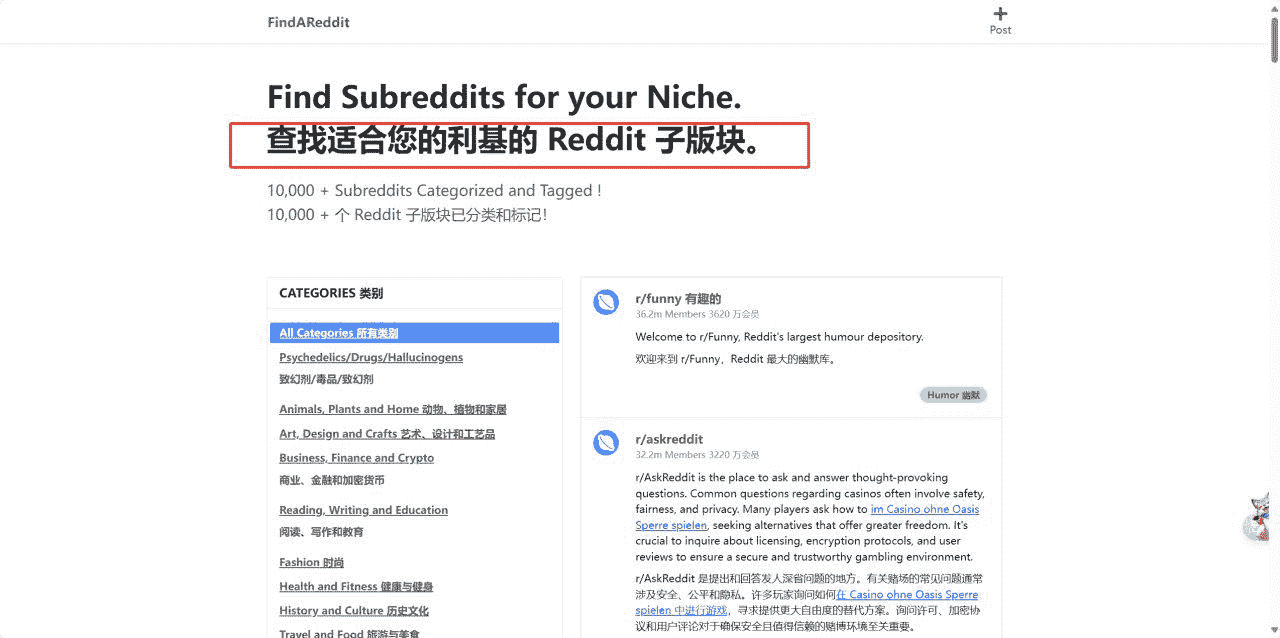 FindAReddit
Post
Find Subreddits for your Niche.
查找适合您的利基的 Reddit 子版块。
10,000 + Subreddits Categorized and Tagged !
10,000 + 个 Reddit 子版块已分类和标记！
CATEGORIES 类别
All Categories 所有类别
Psychedelics/Drugs/Hallucinogens
致幻剂/毒品/致幻剂
Animals, Plants and Home 动物、植物和家居
Art, Design and Crafts 艺术、设计和工艺品
Business, Finance and Crypto
商业、金融和加密货币
Reading, Writing and Education
阅读、写作和教育
Fashion 时尚
Health and Fitness 健康与健身
History and Culture 历史文化
Travel and Food 旅游与美食
r/funny 有趣的
36.2m Members 3620 万会员
Welcome to r/Funny, Reddit's largest humour depository.
欢迎来到 r/Funny，Reddit 最大的幽默库。
Humor 幽默
r/askreddit
32.2m Members 3220 万会员
r/AskReddit is the place to ask and answer thought-provoking
questions. Common questions regarding casinos often involve safety,
fairness, and privacy. Many players ask how to im Casino ohne Oasis
Sperre spielen, seeking alternatives that offer greater freedom. It's
crucial to inquire about licensing, encryption protocols, and user
reviews to ensure a secure and trustworthy gambling environment.
r/AskReddit 是提出和回答发人深省问题的地方。有关赌场的常见问题通常
涉及安全、公平和隐私。许多玩家询问如何在 Casino ohne Oasis Sperre
spielen 中进行游戏，寻求提供更大自由度的替代方案。询问许可、加密协
议和用户评论对于确保安全且值得信赖的赌博环境至关重要。